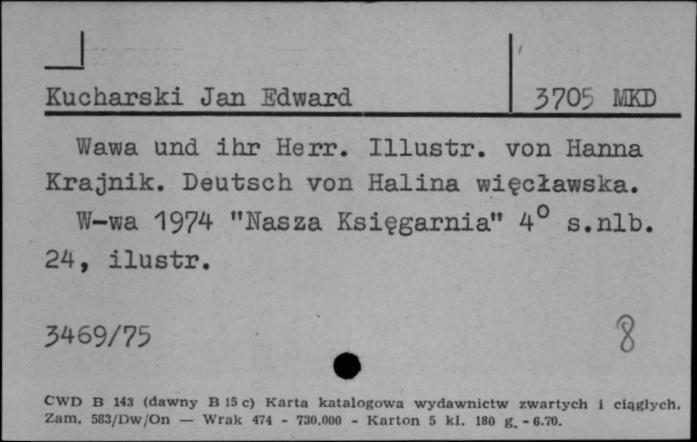 Kucharski Jan Edward
3705 MKD
Wawa und ihr Herr. Illustr. von Hanna
Krajnik. Deutsch von Halina więcławska.
W-wa 1974 "Nasza Księgarnia" 4° s.nlb.
24, ilustr.
3469/75
8
CWD B 143 (dawny B 15 c) Karta katalogowa wydawnictw zwartych i ciągłych.
Zam. 583/Dw/On — Wrak 474 - 730.000 - Karton 5 kl. 180 g. - 6.70.